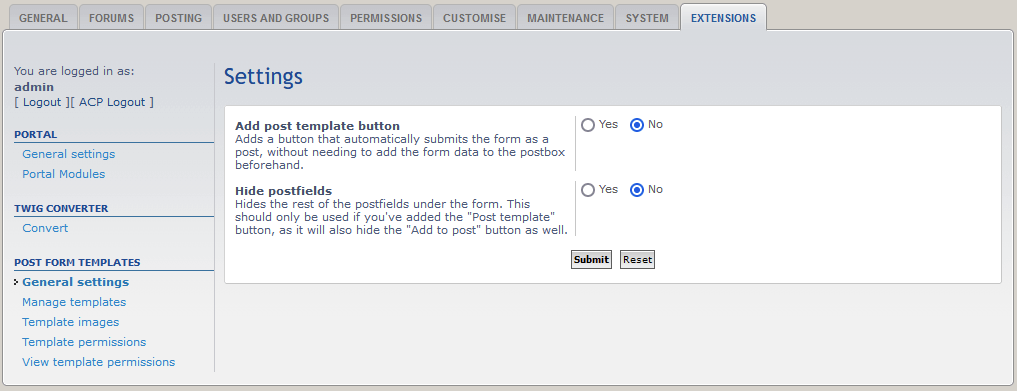 GENERAL
FORUMS
POSTING
USERS AND GROUPS
PERMISSIONS
CUSTOMISE
MAINTENANCE
SYSTEM
EXTENSIONS
You are logged in as:
admin
[ Logout ][ ACP Logout ]
PORTAL
General settings
Portal Modules
TWIG CONVERTER
Convert
POST FORM TEMPLATES
General settings
Manage templates
Template images
Template permissions
View template permissions
Settings
Add post template button
Adds a button that automatically submits the form as a
post, without needing to add the form data to the postbox
beforehand.
Yes No
Hide postfields
Hides the rest of the postfields under the form. This
should only be used if you've added the "Post template"
button, as it will also hide the "Add to post" button as well.
Yes No
Submit Reset